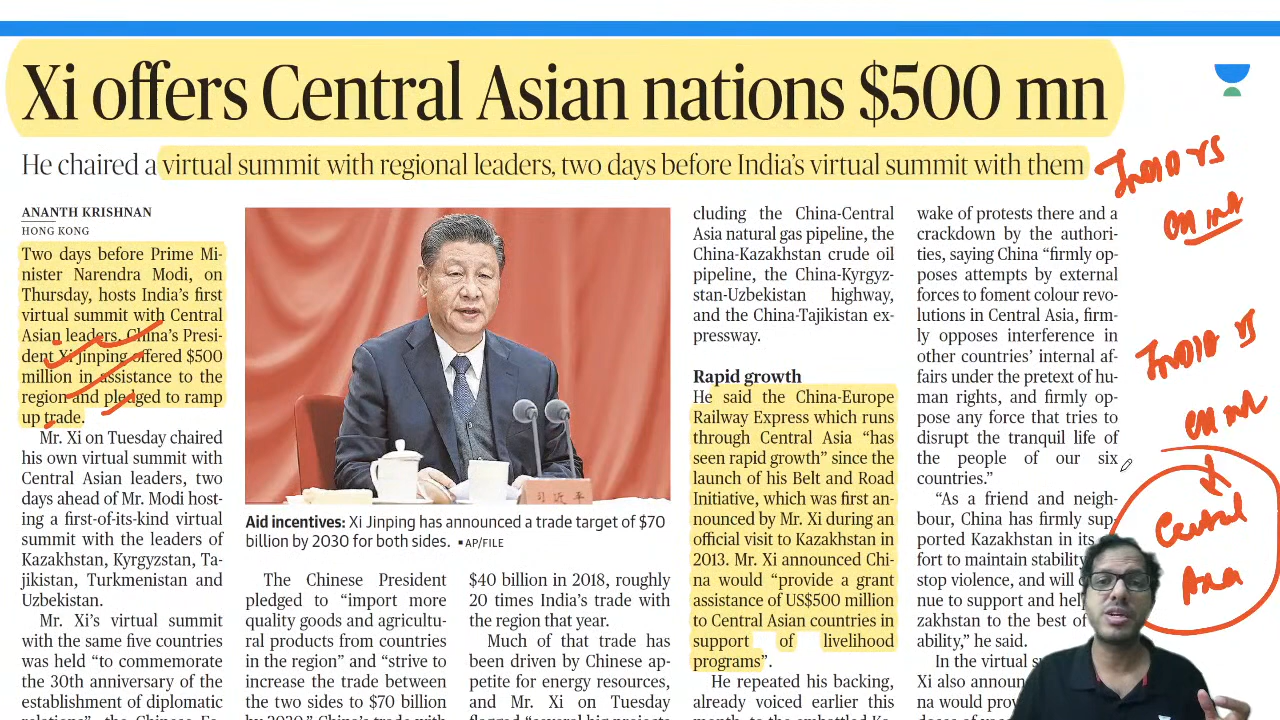 Xi offers Central Asian nations $500 mn
He chaired a virtual summit with regional leaders, two days before India's virtual summit with them
ANANTH KRISHNAN
HONG KONG
Two days before Prime Mi-
nister Narendra Modi, on
Thursday, hosts India's first
virtual summit with Central
Asian leaders, China's Presi-
dent Xi Jinping offered $500
million in assistance to the
region and pledged to ramp
up trade.
Mr. Xi on Tuesday chaired
his own virtual summit with
Central Asian leaders, two
days ahead of Mr. Modi host-
ing a first-of-its-kind virtual
summit with the leaders of
Kazakhstan, Kyrgyzstan, Ta-
jikistan, Turkmenistan and
Uzbekistan.
Mr. Xi's virtual summit
with the same five countries
was held "to commemorate
the 30th anniversary of the
establishment of diplomatic
习近平
Aid incentives: Xi Jinping has announced a trade target of $70
billion by 2030 for both sides. ▪AP/FILE
The Chinese President
pledged to "import more
quality goods and agricultu-
ral products from countries
in the region" and "strive to
increase the trade between
the two sides to $70 billion
by 2030." China's trade with
$40 billion in 2018, roughly
20 times India's trade with
the region that year.
Much of that trade has
been driven by Chinese ap-
petite for energy resources,
and Mr. Xi on Tuesday
cluding the China-Central
Asia natural gas pipeline, the
China-Kazakhstan crude oil
pipeline, the China-Kyrgyz-
stan-Uzbekistan highway,
and the China-Tajikistan ex-
pressway.
Rapid growth
He said the China-Europe
Railway Express which runs
through Central Asia "has
seen rapid growth" since the
launch of his Belt and Road
Initiative, which was first an-
nounced by Mr. Xi during an
official visit to Kazakhstan in
2013. Mr. Xi announced Chi-
na would "provide a grant
assistance of US$500 million
to Central Asian countries in
support of livelihood
programs".
He repeated his backing,
already voiced earlier this
wake of protests there and a
crackdown by the authori-
ties, saying China "firmly op-
poses attempts by external
forces to foment colour revo-
lutions in Central Asia, firm-
ly opposes interference in
other countries' internal af-
fairs under the pretext of hu-
man rights, and firmly op-
pose any force that tries to
disrupt the tranquil life of
the people of our six
countries."
"As a friend and neigh-
bour, China has firmly sup-
ported Kazakhstan in its
fort to maintain stability
stop violence, and will
nue to support and hel
zakhstan to the best of
ability," he said.
In the virtual
Xi also announ
na would prov
India vs
China
India vs
China
Central
Asia